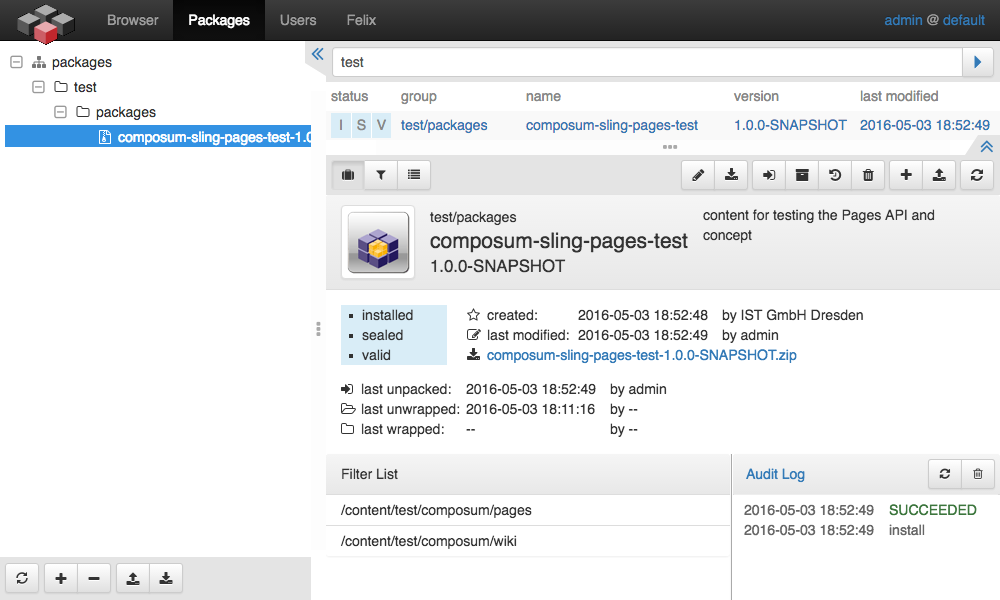 Browser Packages Users Felix admin @ default
packages
test
packages
composum-sling-pages-test-1.0
test
status group name version last modified
I S V test/packages composum-sling-pages-test 1.0.0-SNAPSHOT 2016-05-03 18:52:49
test/packages
composum-sling-pages-test
1.0.0-SNAPSHOT
content for testing the Pages API and
concept
installed
sealed
valid
created: 2016-05-03 18:52:48 by IST GmbH Dresden
last modified: 2016-05-03 18:52:49 by admin
composum-sling-pages-test-1.0.0-SNAPSHOT.zip
last unpacked: 2016-05-03 18:52:49 by admin
last unwrapped: 2016-05-03 18:11:16 by --
last wrapped: -- by --
Filter List
/content/test/composum/pages
/content/test/composum/wiki
Audit Log
2016-05-03 18:52:49 SUCCEEDED
2016-05-03 18:52:49 install